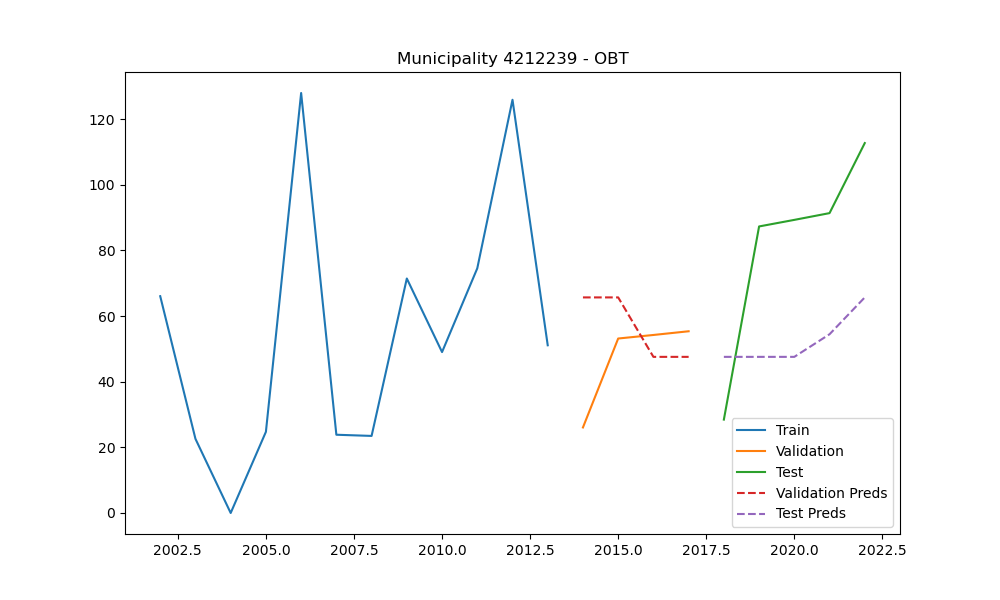 Municipality 4212239 - OBT
120
100
80
60
40
20
0
2002.5 2005.0 2007.5 2010.0 2012.5 2015.0 2017.5 2020.0 2022.5
Train
Validation
Test
Validation Preds
Test Preds